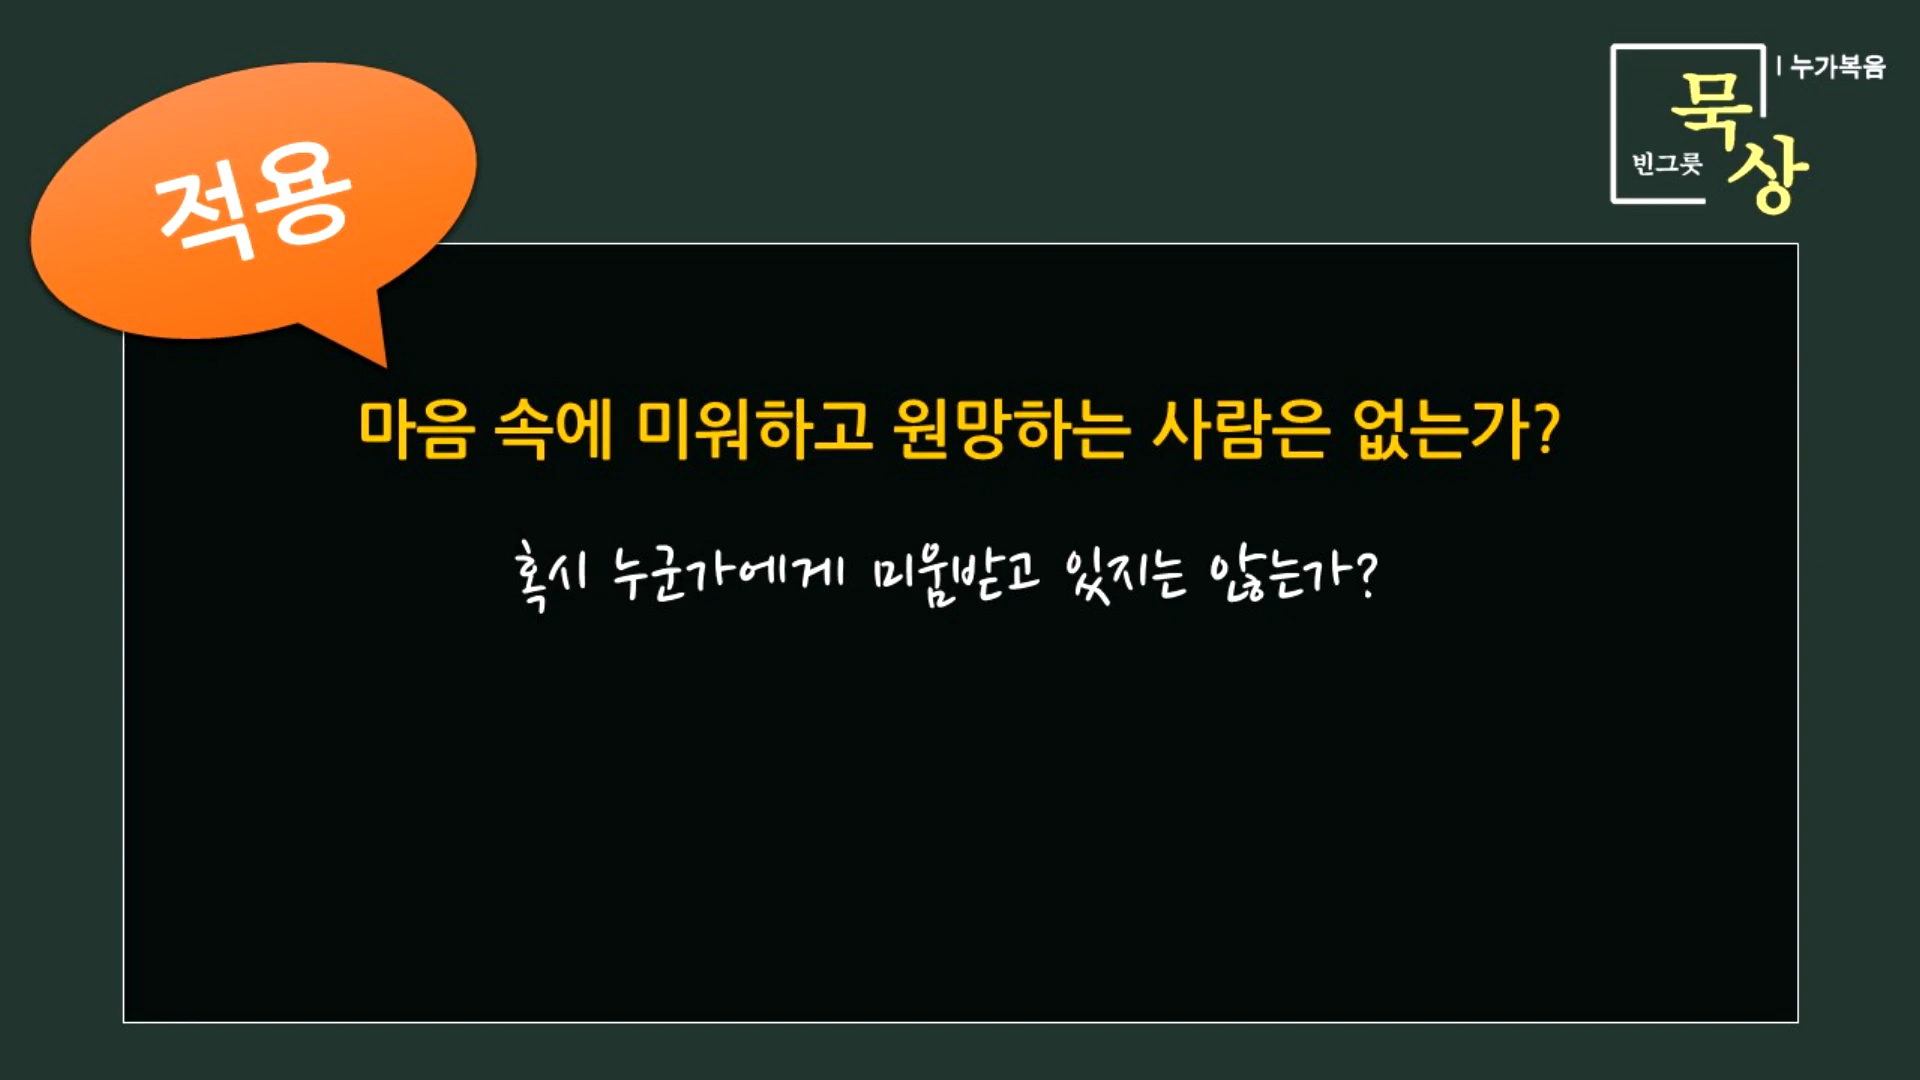 적용
| 누가복음
묵상
빈그릇
마음 속에 미워하고 원망하는 사람은 없는가?
혹시 누군가에게 미움받고 있지는 않는가?